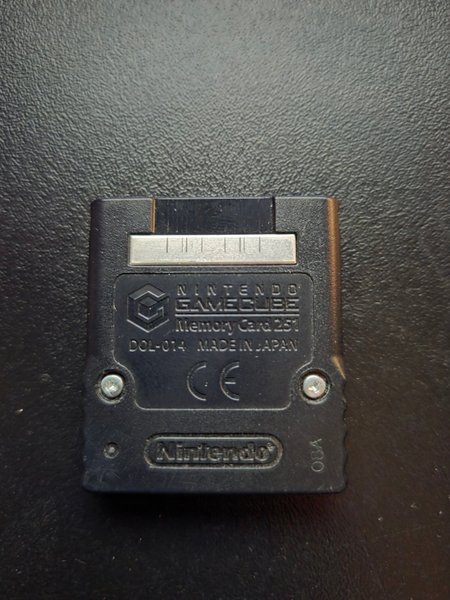 NINTENDO
GAMECUBE
Memory Card 251
DOL-014 MADE IN JAPAN
CE
Nintendo®
08A